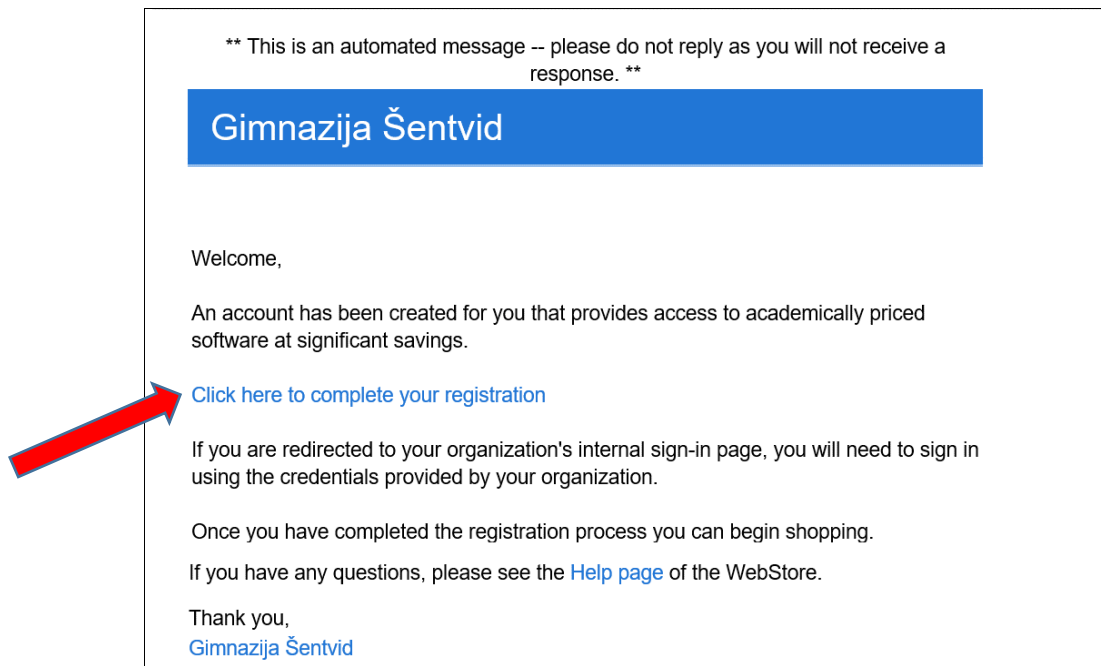 ** This is an automated message -- please do not reply as you will not receive a
response. **
Gimnazija Šentvid
Welcome,
An account has been created for you that provides access to academically priced
software at significant savings.
Click here to complete your registration
If you are redirected to your organization's internal sign-in page, you will need to sign in
using the credentials provided by your organization.
Once you have completed the registration process you can begin shopping.
If you have any questions, please see the Help page of the WebStore.
Thank you,
Gimnazija Šentvid